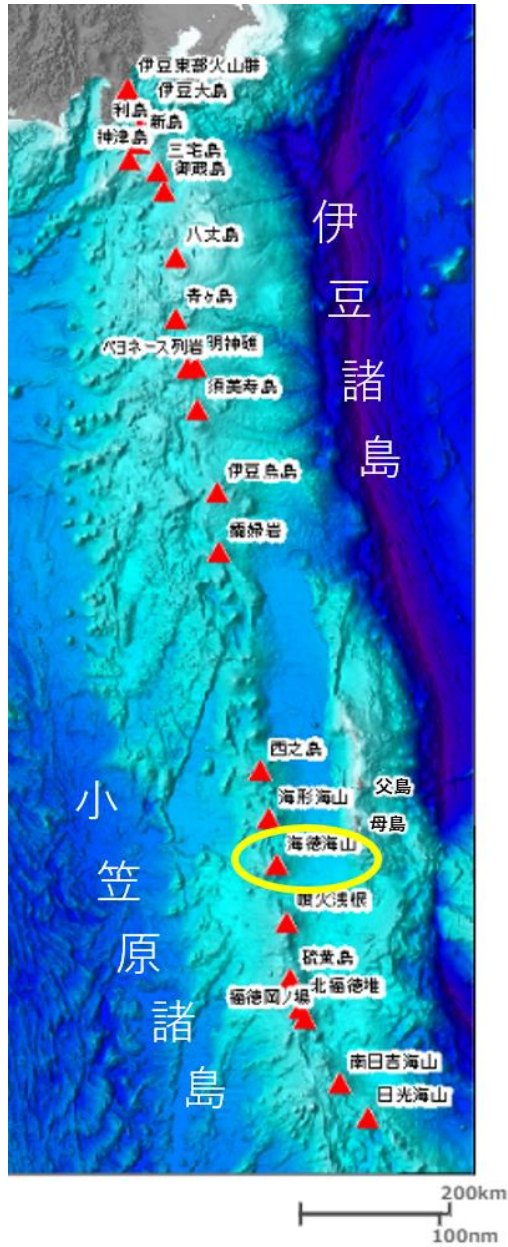 伊豆東部火山群
伊豆大島
利島
新島
神津島
三宅島
御蔵島
八丈島
青ヶ島
ベヨネース列岩
明神礁
須美寿島
伊豆鳥島
孀婦岩
伊豆諸島
西之島
父島
海形海山
母島
海徳海山
噴火浅根
硫黄島
北福徳堆
福徳岡ノ場
南日吉海山
日光海山
小笠原諸島
200km
100nm